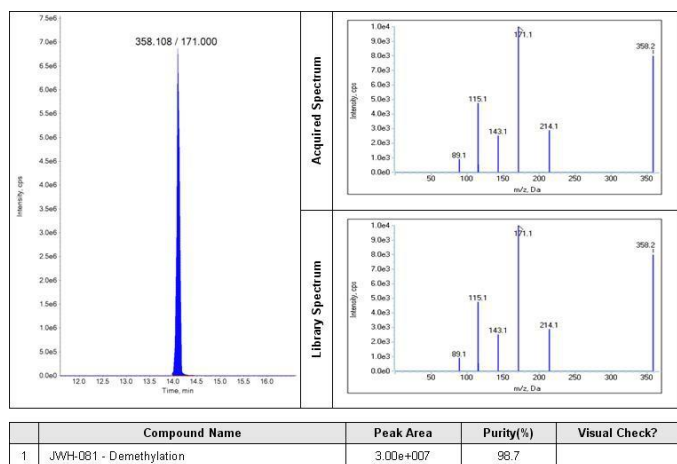 7.5e6
7.0e6
6.5e6
6.0e6
5.5e6
5.0e6
4.5e6
4.0e6
3.5e6
3.0e6
2.5e6
2.0e6
1.5e6
1.0e6
5.0e5
0.0e0
Intensity, cps
358.108 / 171.000
12.0 12.5 13.0 13.5 14.0 14.5 15.0 15.5 16.0
Time, min
Acquired Spectrum
1.0e4
9.0e3
8.0e3
7.0e3
6.0e3
5.0e3
4.0e3
3.0e3
2.0e3
1.0e3
0.0e0
Intensity, cps
171.1
358.2
115.1
143.1
214.1
89.1
50 100 150 200 250 300 350
m/z, Da
Library Spectrum
1.0e4
9.0e3
8.0e3
7.0e3
6.0e3
5.0e3
4.0e3
3.0e3
2.0e3
1.0e3
0.0e0
Intensity, cps
171.1
358.2
115.1
143.1
214.1
89.1
50 100 150 200 250 300 350
m/z, Da
Compound Name Peak Area Purity(%) Visual Check?
1 JWH-081 - Demethylation 3.00e+007 98.7